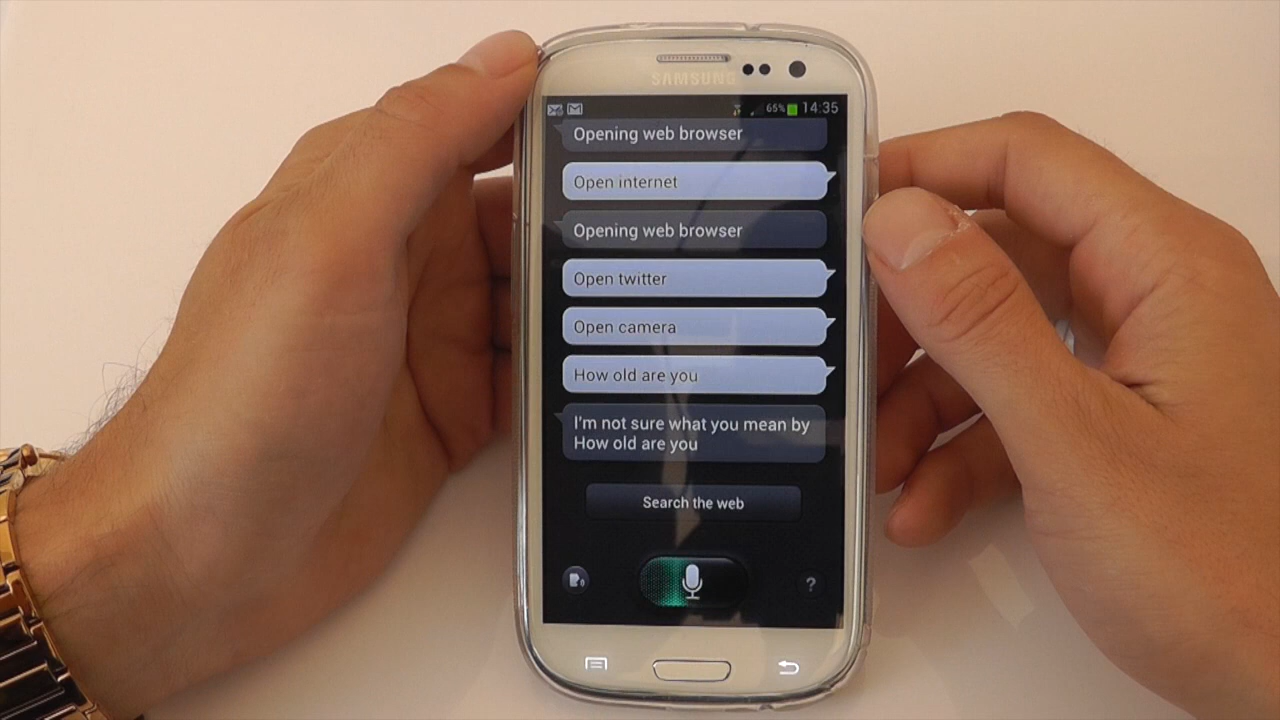 SAMSUNG
65% 14:35
Opening web browser
Open internet
Opening web browser
Open twitter
Open camera
How old are you
I'm not sure what you mean by
How old are you
Search the web
?